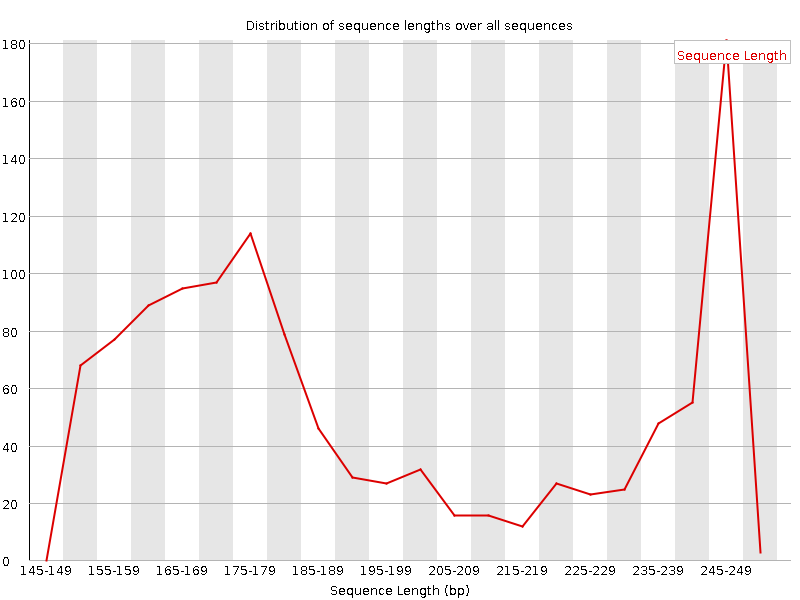 Distribution of sequence lengths over all sequences
180
Sequence Length
160
140
120
100
80
60
40
20
0
145-149 155-159 165-169 175-179 185-189 195-199 205-209 215-219 225-229 235-239 245-249
Sequence Length (bp)